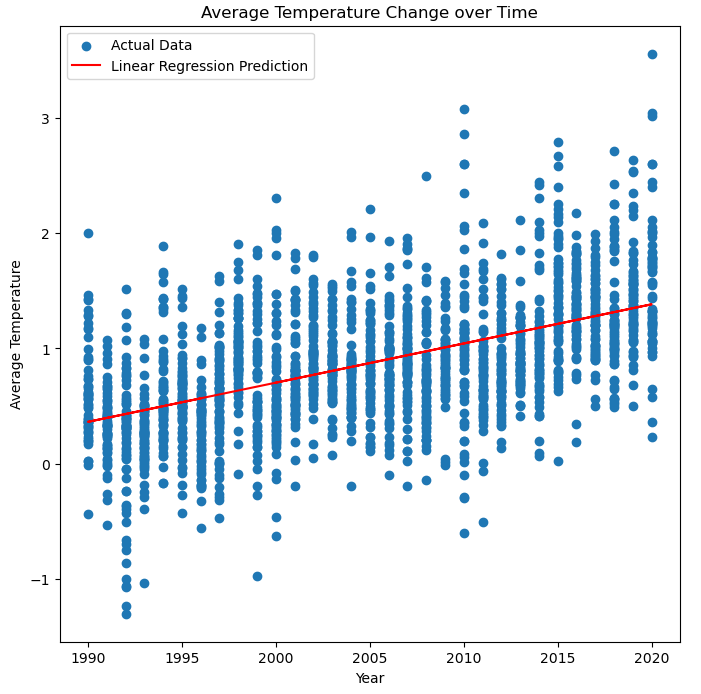 Average Temperature Change over Time
Actual Data
Linear Regression Prediction
Average Temperature
3
2
1
0
−1
1990 1995 2000 2005 2010 2015 2020
Year